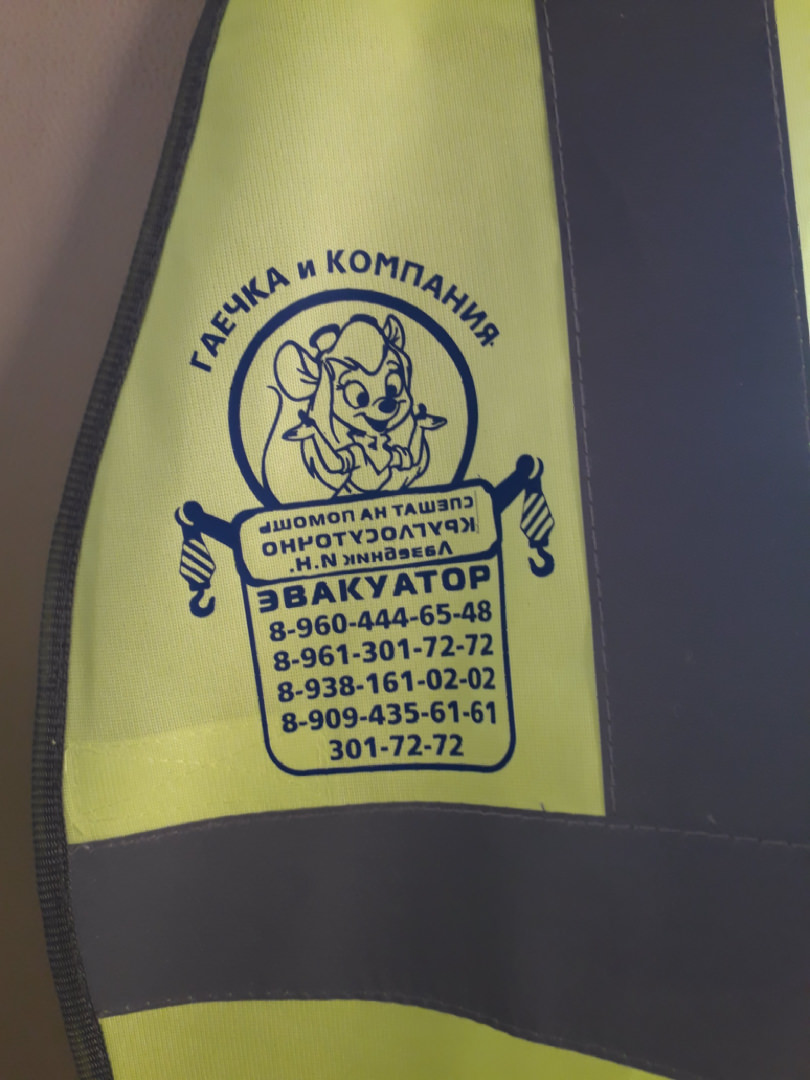 ГАЕЧКА и КОМПАНИЯ
СПЕШАТ НА ПОМОЩЬ
КРУГЛОСУТОЧНО
Лазебник И.Н.
ЭВАКУАТОР
8-960-444-65-48
8-961-301-72-72
8-938-161-02-02
8-909-435-61-61
301-72-72